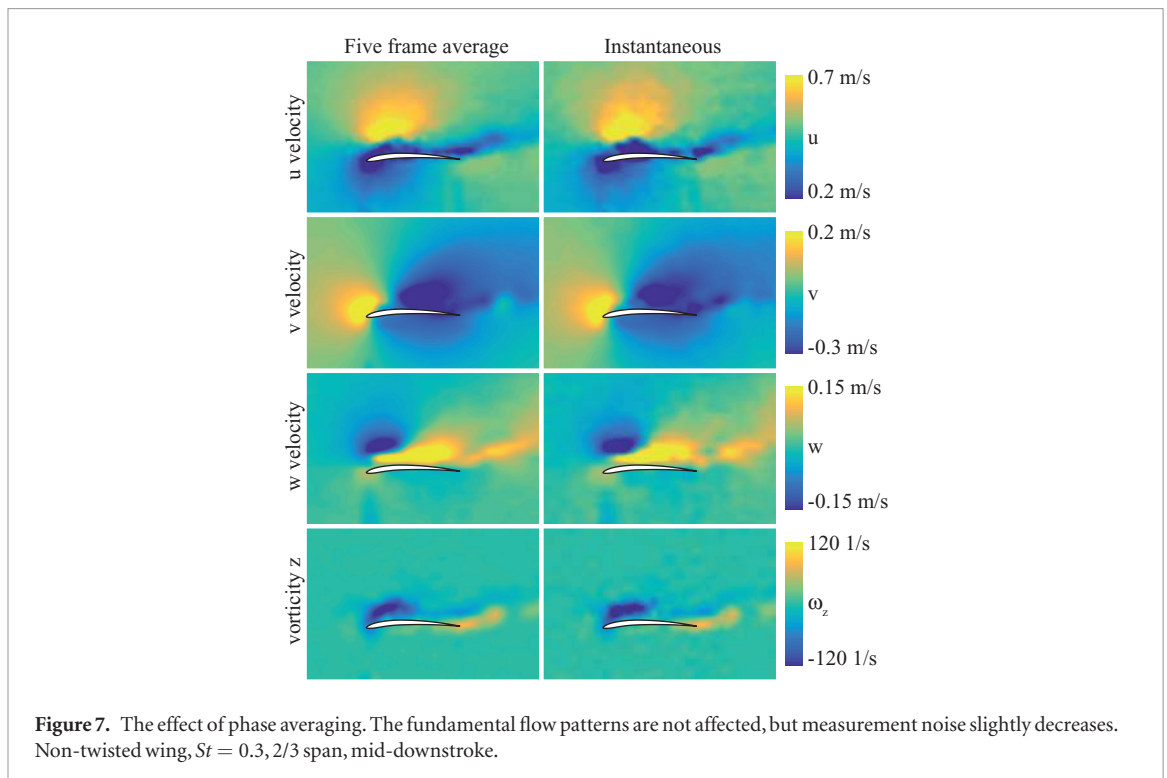 Five frame average
Instantaneous
u velocity
0.7 m/s
u
0.2 m/s
v velocity
0.2 m/s
v
-0.3 m/s
w velocity
0.15 m/s
w
-0.15 m/s
vorticity z
120 1/s
ω_z
-120 1/s
Figure 7. The effect of phase averaging. The fundamental flow patterns are not affected, but measurement noise slightly decreases.
Non-twisted wing, St = 0.3, 2/3 span, mid-downstroke.